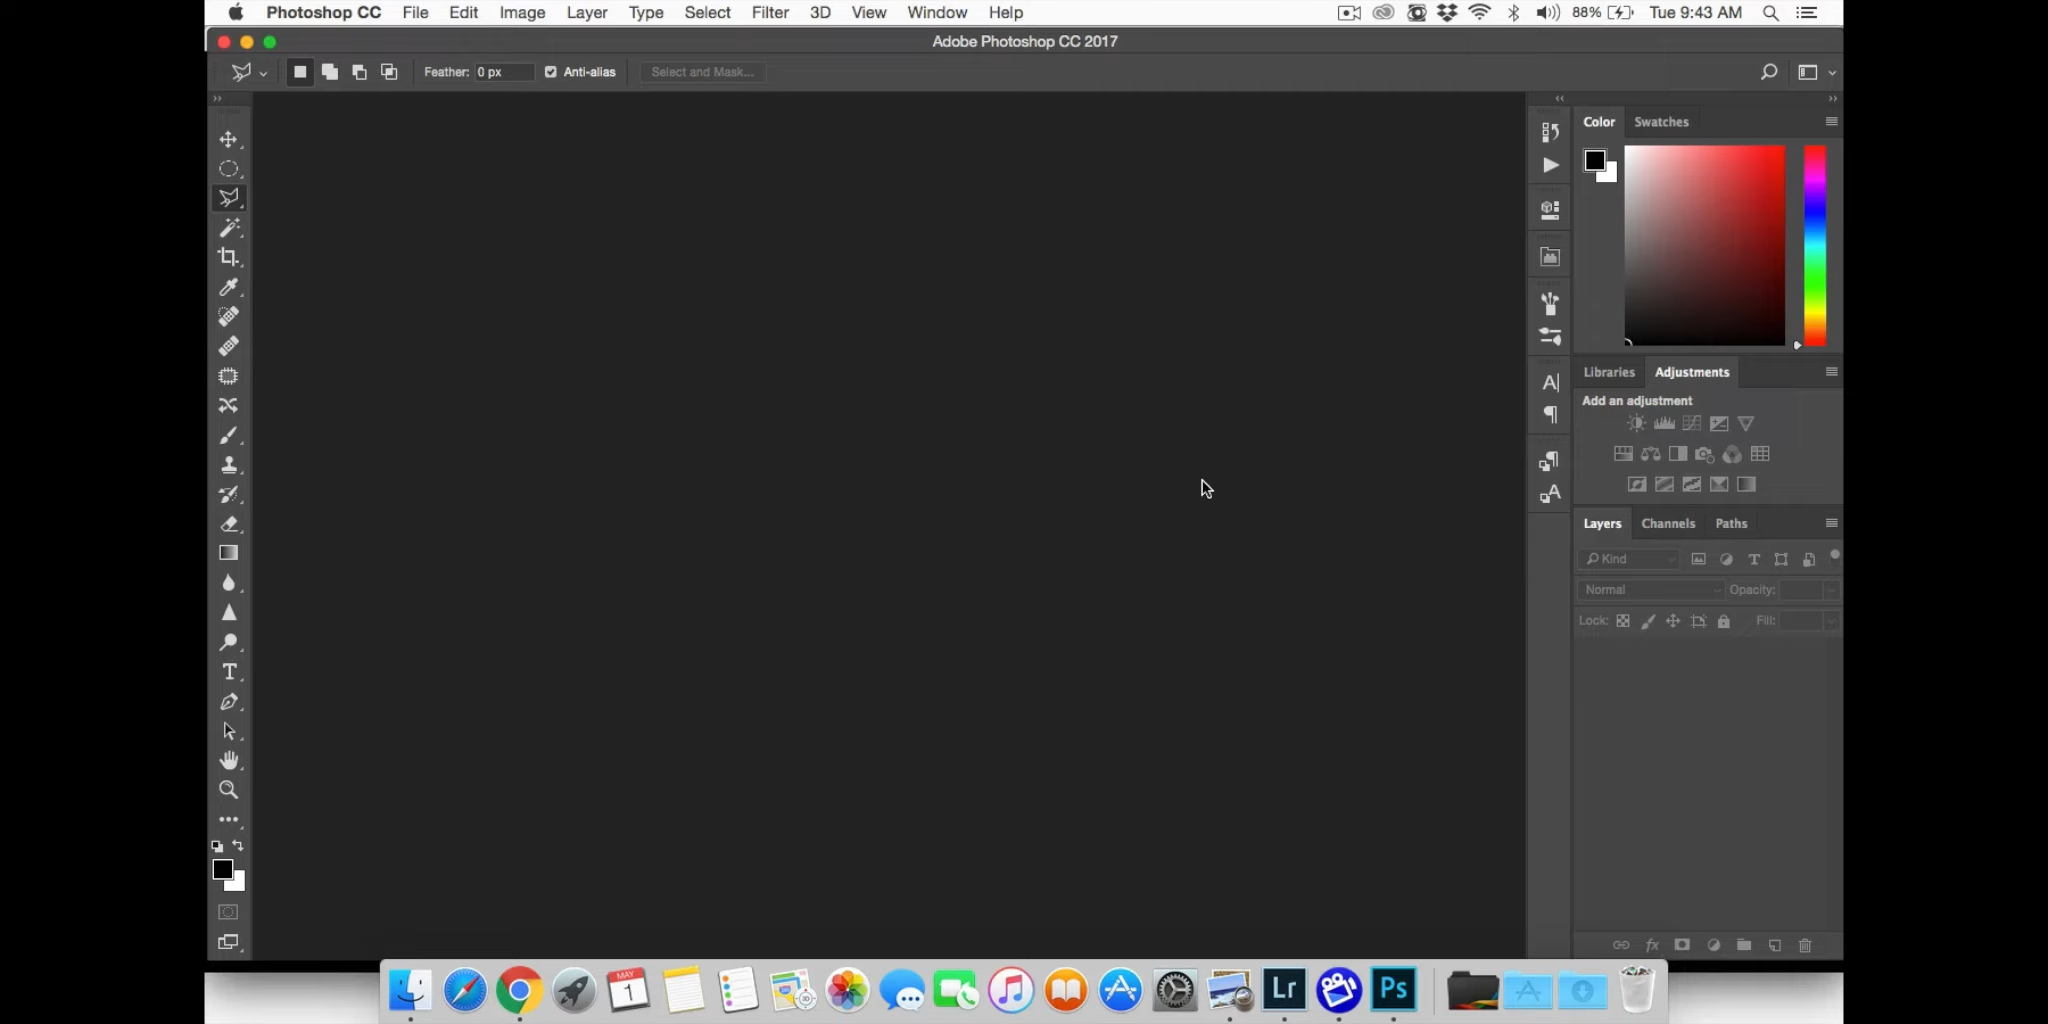 Photoshop CC File Edit Image Layer Type Select Filter 3D View Window Help 88% Tue 9:43 AM
Adobe Photoshop CC 2017
Feather: 0 px Anti-alias Select and Mask...
Color Swatches
Libraries Adjustments
Add an adjustment
Layers Channels Paths
Kind
Normal Opacity:
Lock: Fill:
MAY
1
3D
Lr
Ps